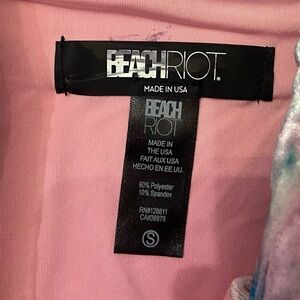 BEACHRIOT.
MADE IN USA
BEACH
RIOT
MADE IN
THE USA
FAIT AUX USA
HECHO EN EE.UU.
90% Polyester
10% Spandex
RN#128811
CA#36979
S